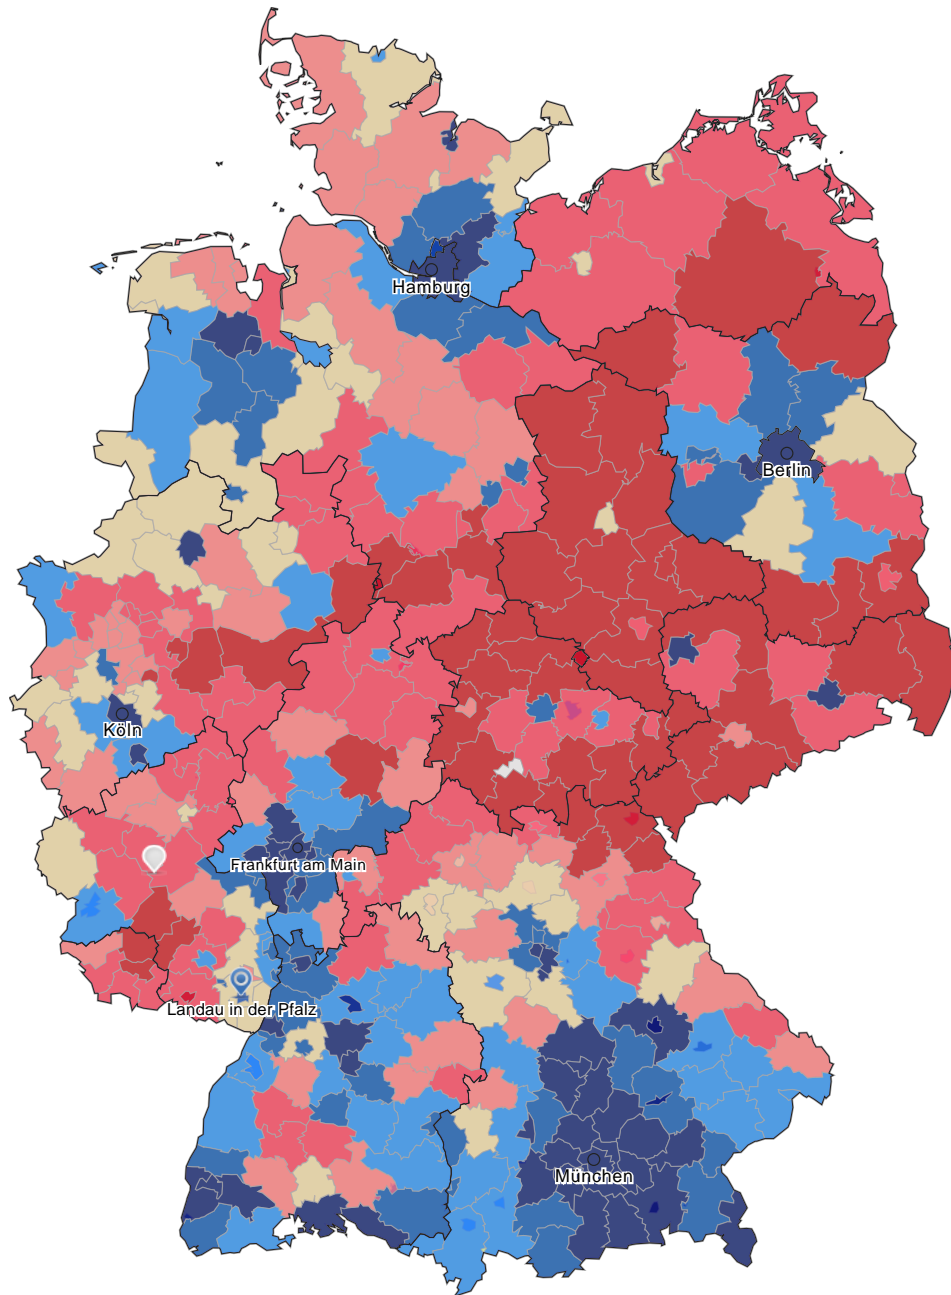 Hamburg
Berlin
Köln
Frankfurt am Main
Landau in der Pfalz
München